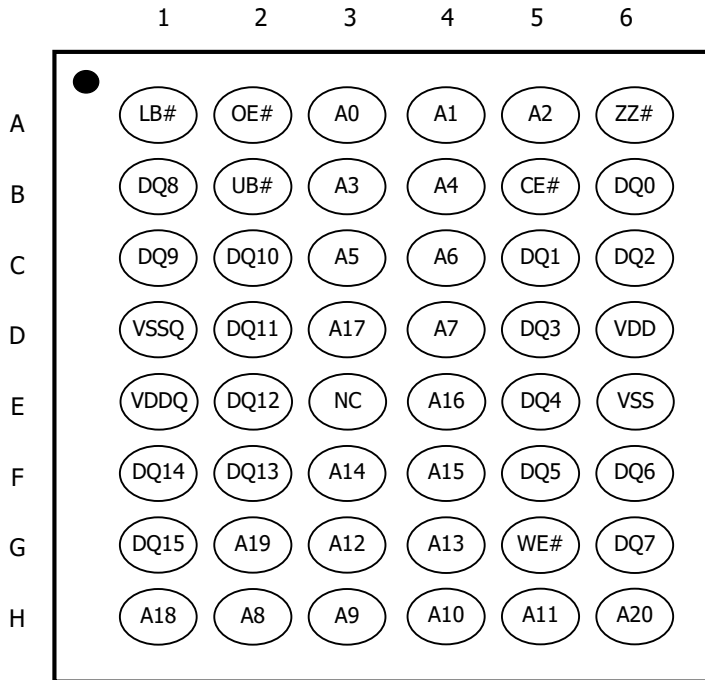 1 2 3 4 5 6
A LB# OE# A0 A1 A2 ZZ#
B DQ8 UB# A3 A4 CE# DQ0
C DQ9 DQ10 A5 A6 DQ1 DQ2
D VSSQ DQ11 A17 A7 DQ3 VDD
E VDDQ DQ12 NC A16 DQ4 VSS
F DQ14 DQ13 A14 A15 DQ5 DQ6
G DQ15 A19 A12 A13 WE# DQ7
H A18 A8 A9 A10 A11 A20